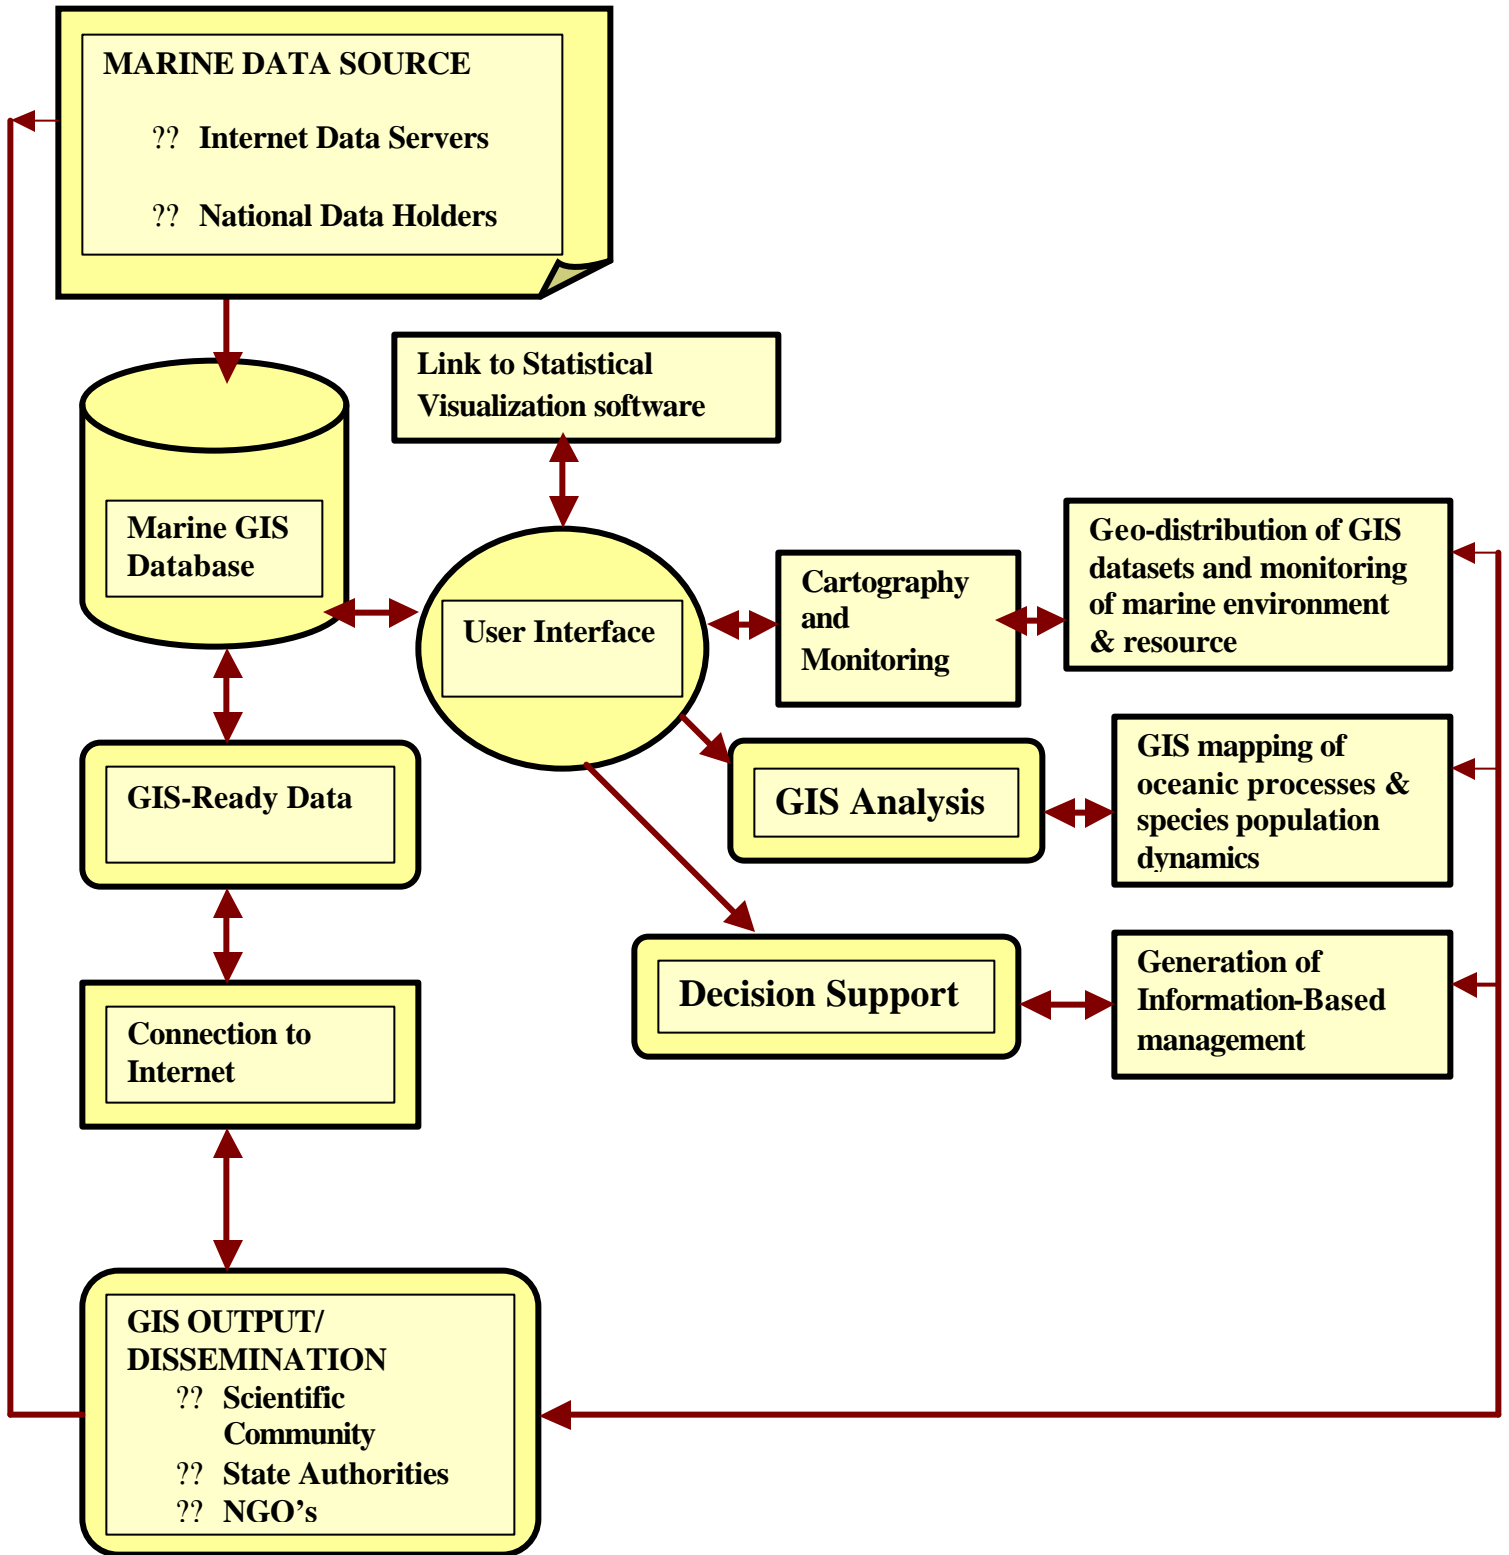 MARINE DATA SOURCE
?? Internet Data Servers
?? National Data Holders
Link to Statistical
Visualization software
Marine GIS
Database
User Interface
Cartography
and
Monitoring
Geo-distribution of GIS
datasets and monitoring
of marine environment
& resource
GIS-Ready Data
GIS Analysis
GIS mapping of
oceanic processes &
species population
dynamics
Decision Support
Generation of
Information-Based
management
Connection to
Internet
GIS OUTPUT/
DISSEMINATION
?? Scientific
Community
?? State Authorities
?? NGO's